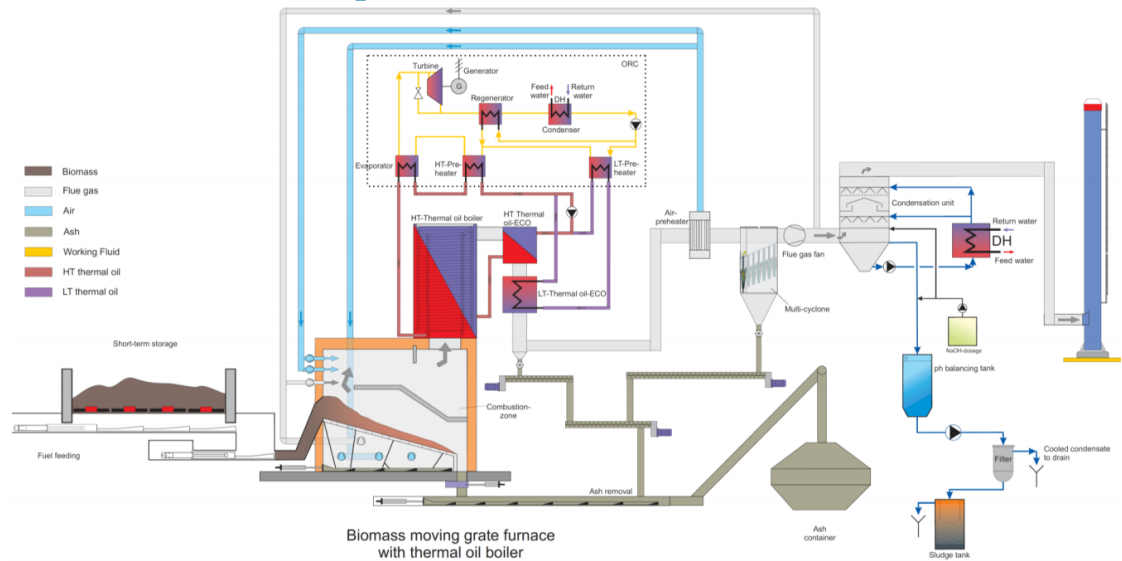 Turbine
Generator
G
ORC
Regenerator
Feed
water
Return
water
DH
Condenser
Evaporator
HT-Pre-
heater
LT-Pre-
heater
Biomass
Flue gas
Air
Ash
Working Fluid
HT thermal oil
LT thermal oil
HT-Thermal oil boiler
HT Thermal
oil-ECO
LT-Thermal oil-ECO
Air-
preheater
Flue gas fan
Multi-cyclone
Condensation unit
Return water
DH
Feed water
NaOH-dosage
ph balancing tank
Filter
Cooled condensate
to drain
Sludge tank
Short-term storage
Fuel feeding
Combustion-
zone
Ash removal
Ash
container
Biomass moving grate furnace
with thermal oil boiler